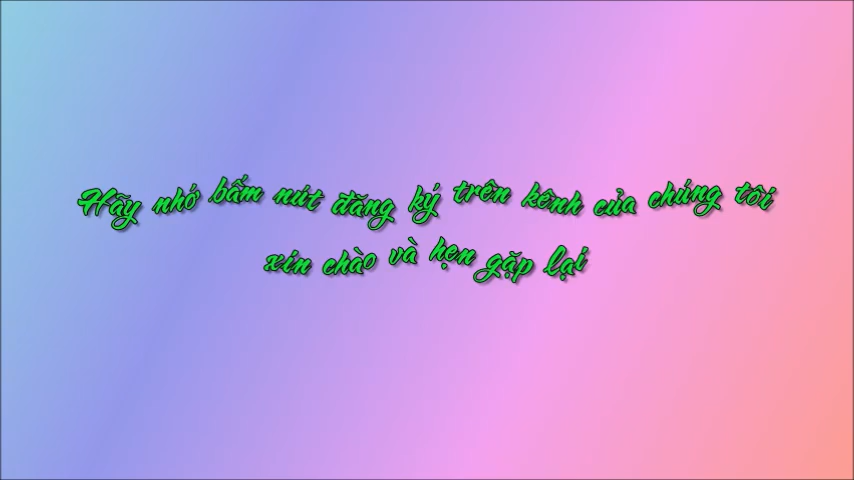 Hãy nhớ bấm nút đăng ký trên kênh của chúng tôi
xin chào và hẹn gặp lại